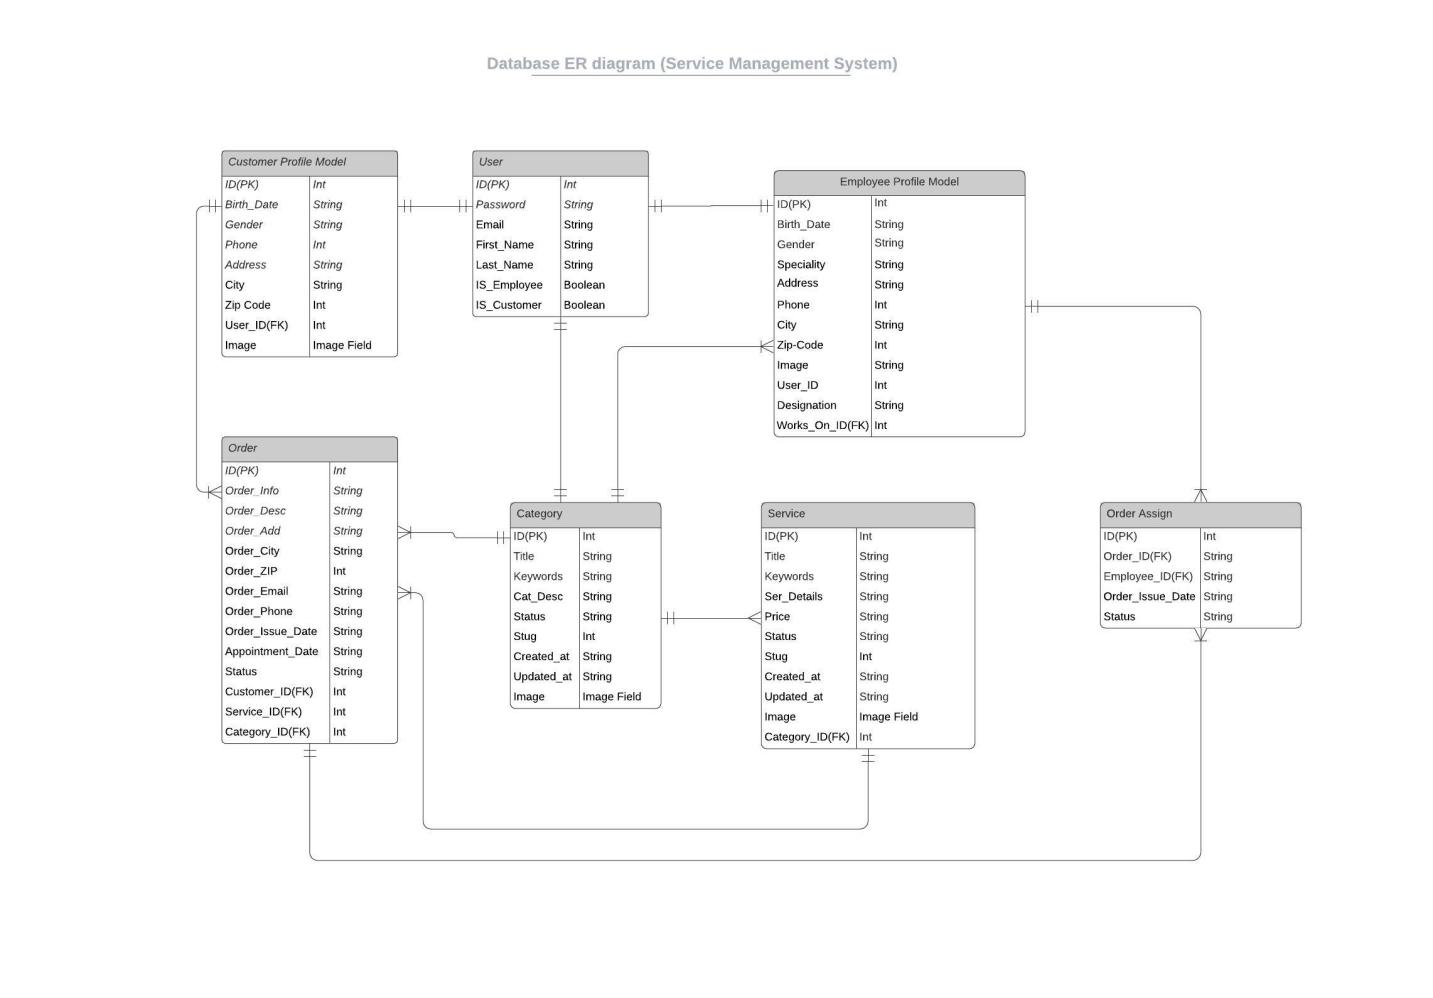 Database ER diagram (Service Management System)
Customer Profile Model
ID(PK) Int
Birth_Date String
Gender String
Phone Int
Address String
City String
Zip Code Int
User_ID(FK) Int
Image Image Field
User
ID(PK) Int
Password String
Email String
First_Name String
Last_Name String
IS_Employee Boolean
IS_Customer Boolean
Employee Profile Model
ID(PK) Int
Birth_Date String
Gender String
Speciality String
Address String
Phone Int
City String
Zip-Code Int
Image String
User_ID Int
Designation String
Works_On_ID(FK) Int
Order
ID(PK) Int
Order_Info String
Order_Desc String
Order_Add String
Order_City String
Order_ZIP Int
Order_Email String
Order_Phone String
Order_Issue_Date String
Appointment_Date String
Status String
Customer_ID(FK) Int
Service_ID(FK) Int
Category_ID(FK) Int
Category
ID(PK) Int
Title String
Keywords String
Cat_Desc String
Status String
Stug Int
Created_at String
Updated_at String
Image Image Field
Service
ID(PK) Int
Title String
Keywords String
Ser_Details String
Price String
Status String
Stug Int
Created_at String
Updated_at String
Image Image Field
Category_ID(FK) Int
Order Assign
ID(PK) Int
Order_ID(FK) String
Employee_ID(FK) String
Order_Issue_Date String
Status String